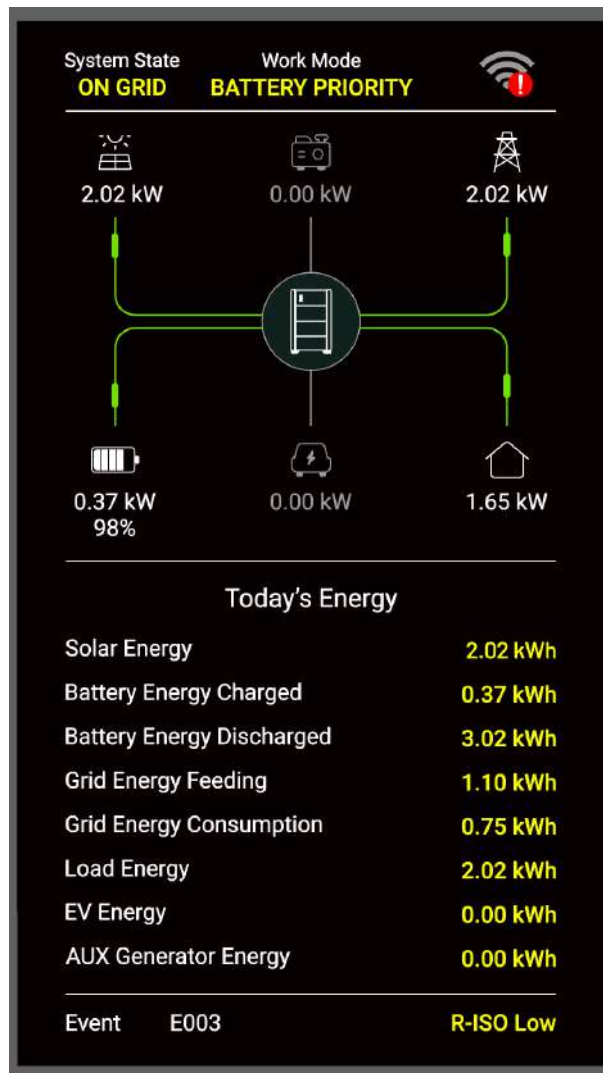 System State Work Mode
ON GRID BATTERY PRIORITY
2.02 kW 0.00 kW 2.02 kW
0.37 kW 0.00 kW 1.65 kW
98%
Today's Energy
Solar Energy 2.02 kWh
Battery Energy Charged 0.37 kWh
Battery Energy Discharged 3.02 kWh
Grid Energy Feeding 1.10 kWh
Grid Energy Consumption 0.75 kWh
Load Energy 2.02 kWh
EV Energy 0.00 kWh
AUX Generator Energy 0.00 kWh
Event E003 R-ISO Low